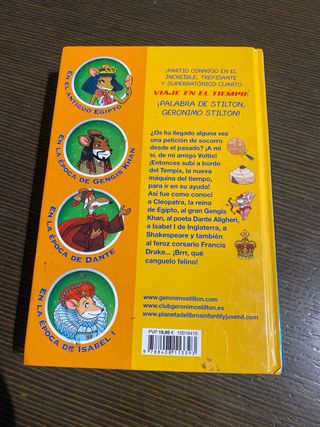 EN EL ANTIGUO EGIPTO
EN LA ÉPOCA DE GENGIS KHAN
EN LA ÉPOCA DE DANTE
EN LA ÉPOCA DE ISABEL I
¡PARTID CONMIGO EN EL
INCREÍBLE, TREPIDANTE
Y SUPERRATÓNICO CUARTO
VIAJE EN EL TIEMPO!
¡PALABRA DE STILTON,
GERONIMO STILTON!
¿Os ha llegado alguna vez
una petición de socorro
desde el pasado? ¡A mí
sí, de mi amigo Voltio!
¡Entonces subí a bordo
del Tempix, la nueva
máquina del tiempo,
para ir en su ayuda!
Así fue como conocí
a Cleopatra, la reina
de Egipto, al gran Gengis
Khan, al poeta Dante Aligheri,
a Isabel I de Inglaterra, a
Shakespeare y también
al feroz corsario Francis
Drake... ¡Brrr, qué
canguelo felino!
www.geronimostilton.com
www.clubgeronimostilton.es
www.planetadelibrosinfantilyjuvenil.com
PVP 19,95 € 10016415
9 788408 115393